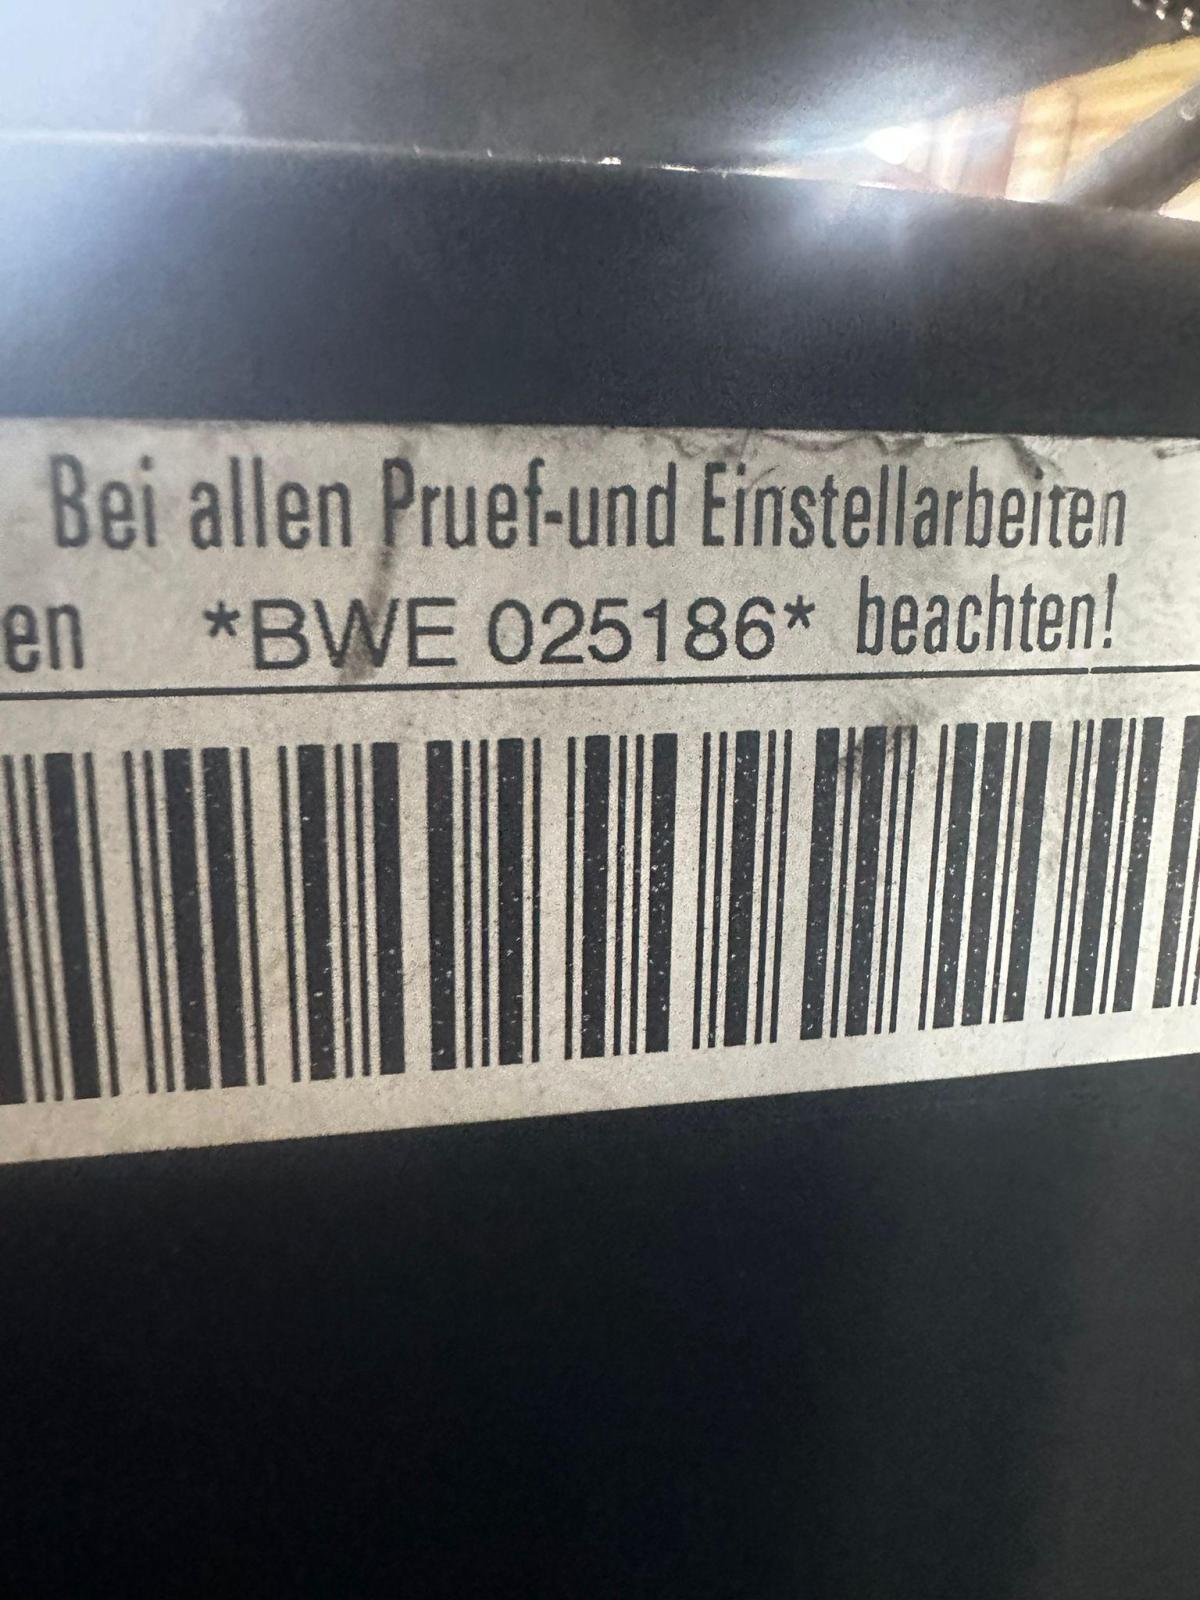 Bei allen Pruef-und Einstellarbeiten
en *BWE 025186* beachten!